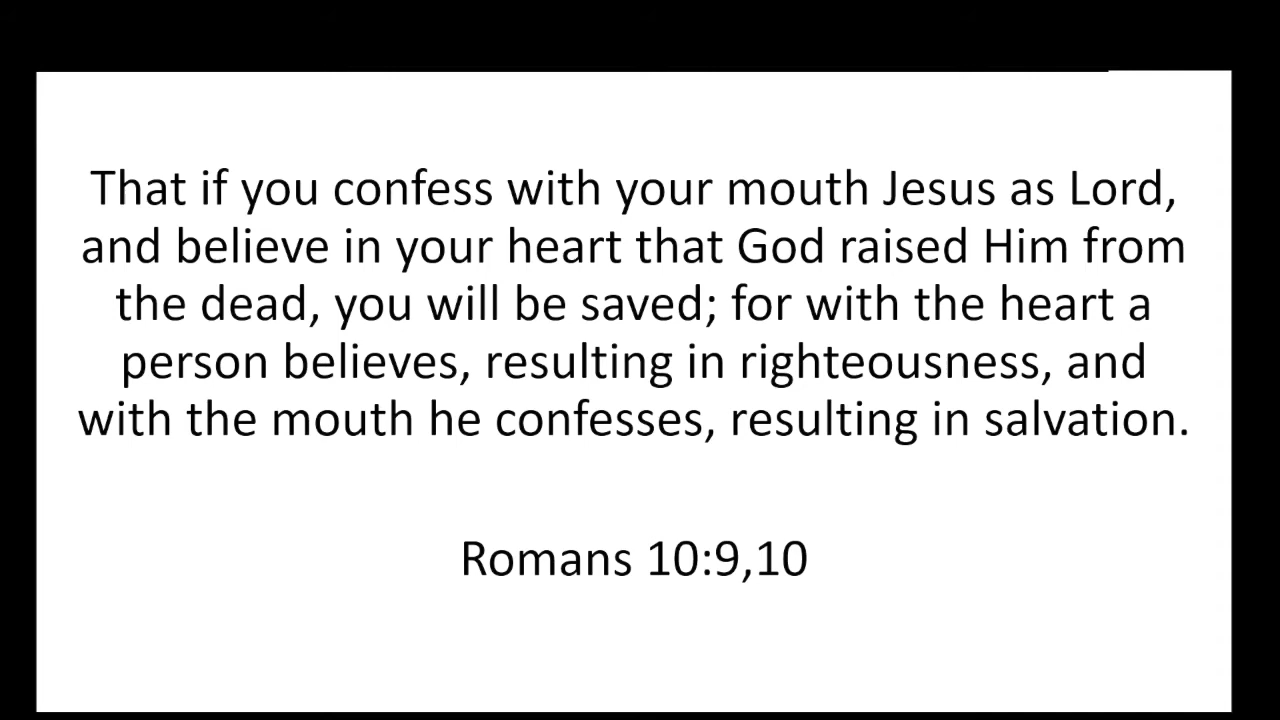 That if you confess with your mouth Jesus as Lord,
and believe in your heart that God raised Him from
the dead, you will be saved; for with the heart a
person believes, resulting in righteousness, and
with the mouth he confesses, resulting in salvation.
Romans 10:9,10